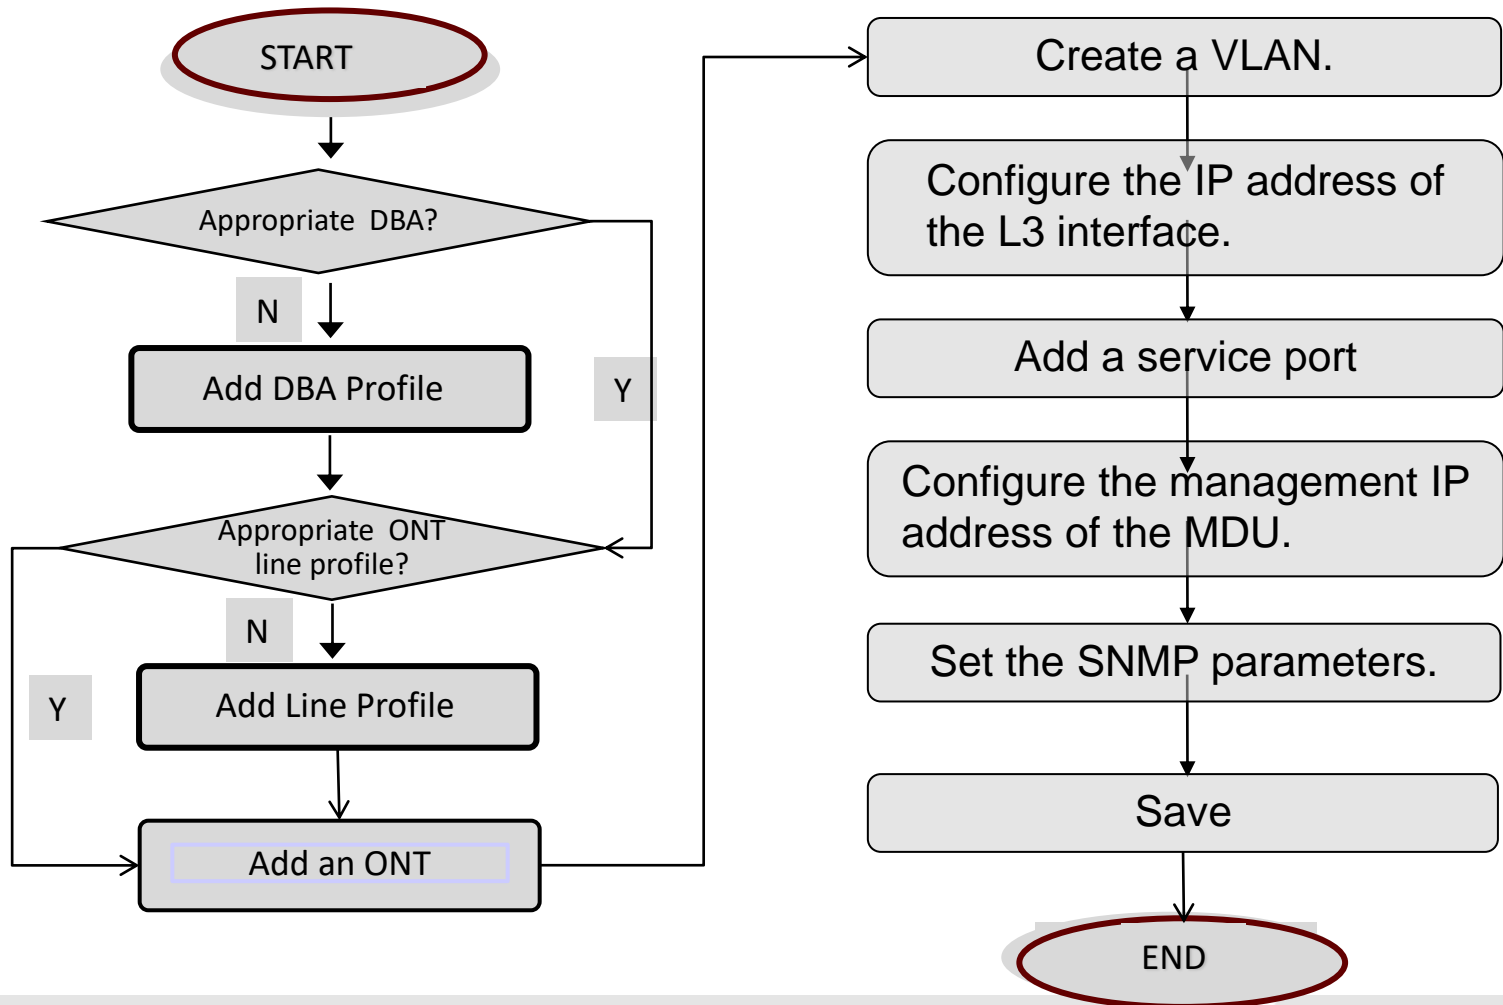 START
Appropriate DBA?
N
Add DBA Profile
Y
Appropriate ONT
line profile?
N
Y
Add Line Profile
Add an ONT
Create a VLAN.
Configure the IP address of
the L3 interface.
Add a service port
Configure the management IP
address of the MDU.
Set the SNMP parameters.
Save
END